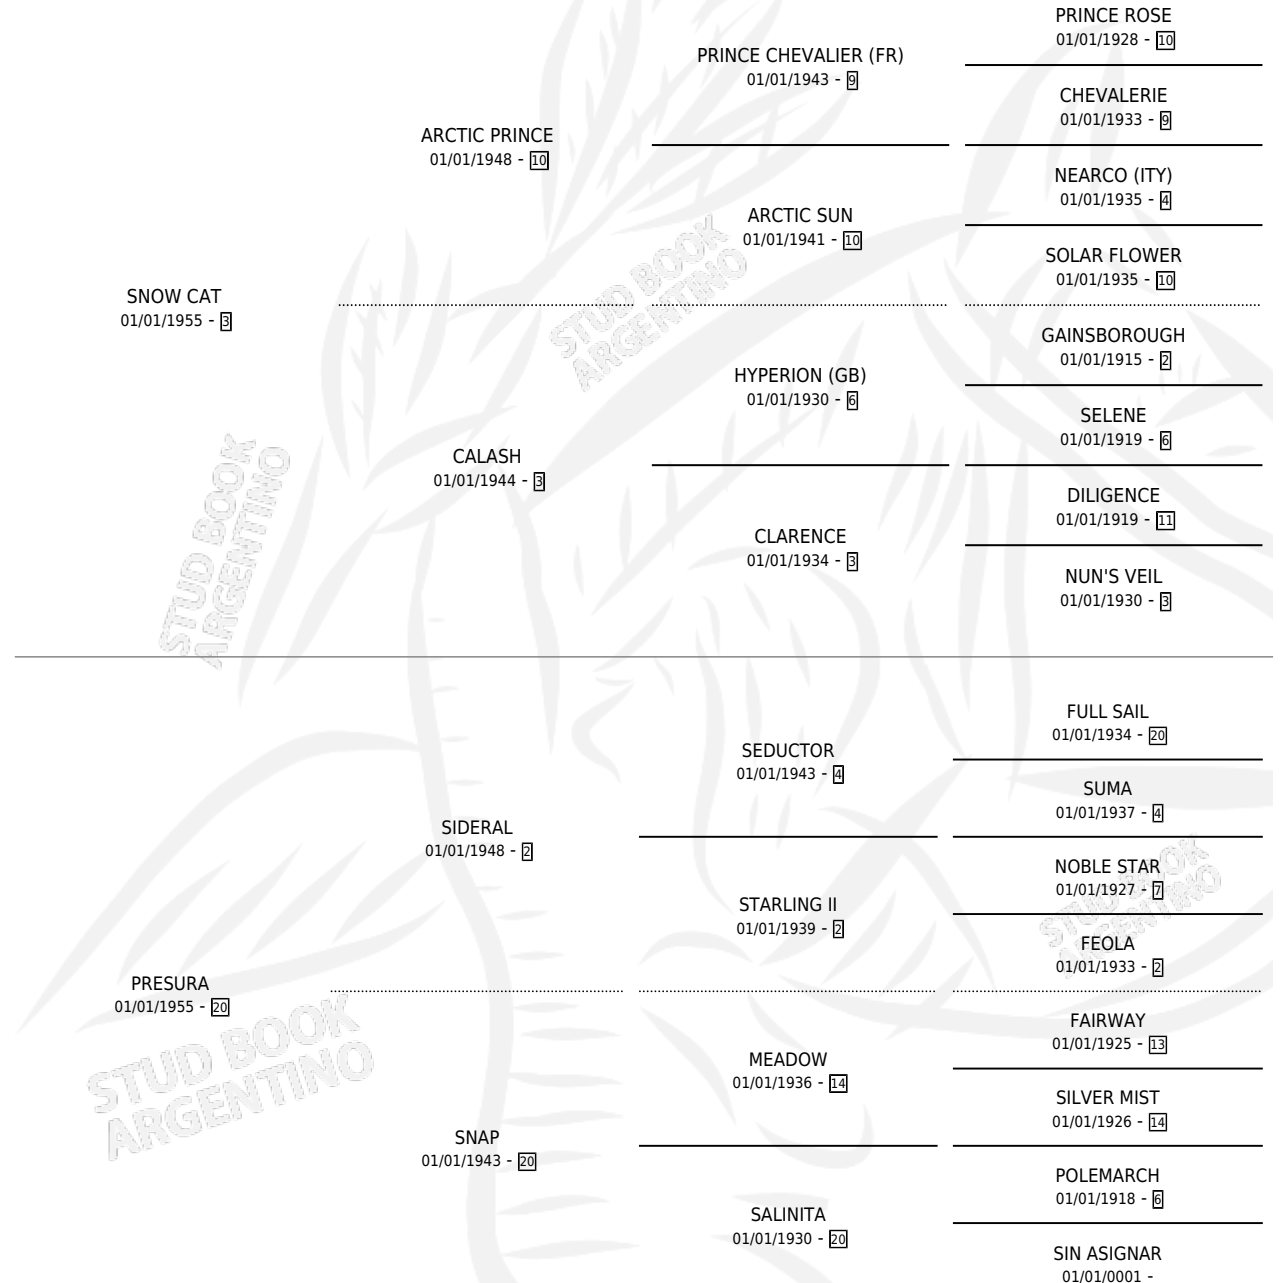 PRINCE ROSE
01/01/1928 - 10
PRINCE CHEVALIER (FR)
01/01/1943 - 9
CHEVALERIE
01/01/1933 - 9
ARCTIC PRINCE
01/01/1948 - 10
NEARCO (ITY)
01/01/1935 - 4
ARCTIC SUN
01/01/1941 - 10
SOLAR FLOWER
01/01/1935 - 10
SNOW CAT
01/01/1955 - 3
STUD BOOK
ARGENTINO
GAINSBOROUGH
01/01/1915 - 2
HYPERION (GB)
01/01/1930 - 6
SELENE
01/01/1919 - 6
CALASH
01/01/1944 - 3
DILIGENCE
01/01/1919 - 11
CLARENCE
01/01/1934 - 3
NUN'S VEIL
01/01/1930 - 3
STUD BOOK
ARGENTINO
FULL SAIL
01/01/1934 - 20
SEDUCTOR
01/01/1943 - 4
SUMA
01/01/1937 - 4
SIDERAL
01/01/1948 - 2
NOBLE STAR
01/01/1927 - 7
STARLING II
01/01/1939 - 2
STUD BOOK
ARGENTINO
FEOLA
01/01/1933 - 2
PRESURA
01/01/1955 - 20
FAIRWAY
01/01/1925 - 13
MEADOW
01/01/1936 - 14
STUD BOOK
ARGENTINO
SILVER MIST
01/01/1926 - 14
SNAP
01/01/1943 - 20
POLEMARCH
01/01/1918 - 6
SALINITA
01/01/1930 - 20
SIN ASIGNAR
01/01/0001 -